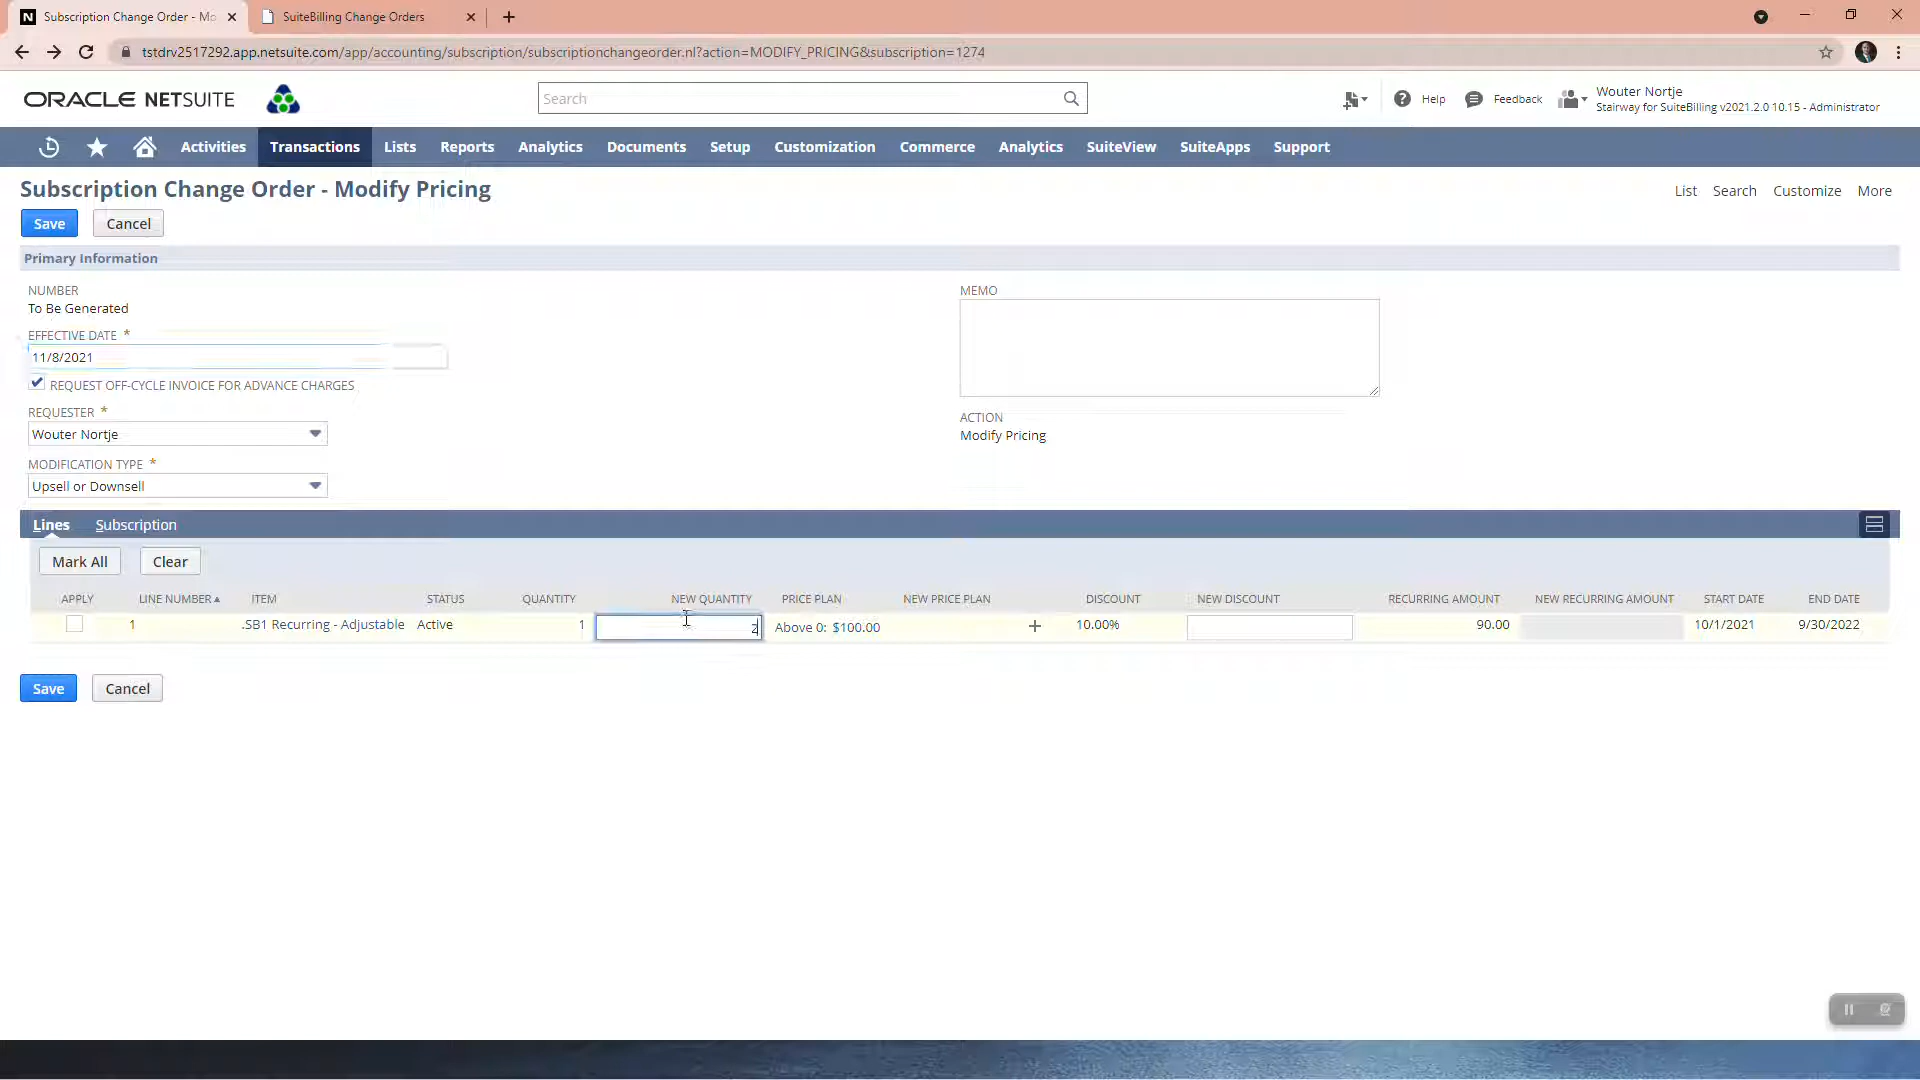 Subscription Change Order - Mo
SuiteBilling Change Orders
tstdrv2517292.app.netsuite.com/app/accounting/subscription/subscriptionchangeorder.nl?action=MODIFY_PRICING&subscription=1274
ORACLE NETSUITE
Search
Help
Feedback
Wouter Nortje
Stairway for SuiteBilling v2021.2.0 10.15 - Administrator
Activities Transactions Lists Reports Analytics Documents Setup Customization Commerce Analytics SuiteView SuiteApps Support
Subscription Change Order - Modify Pricing
List Search Customize More
Save Cancel
Primary Information
NUMBER
To Be Generated
EFFECTIVE DATE *
11/8/2021
REQUEST OFF-CYCLE INVOICE FOR ADVANCE CHARGES
REQUESTER *
Wouter Nortje
MODIFICATION TYPE *
Upsell or Downsell
MEMO
ACTION
Modify Pricing
Lines Subscription
Mark All Clear
APPLY LINE NUMBER ITEM STATUS QUANTITY NEW QUANTITY PRICE PLAN NEW PRICE PLAN DISCOUNT NEW DISCOUNT RECURRING AMOUNT NEW RECURRING AMOUNT START DATE END DATE
1 .SB1 Recurring - Adjustable Active 1 2 Above 0: $100.00 10.00% 90.00 10/1/2021 9/30/2022
Save Cancel